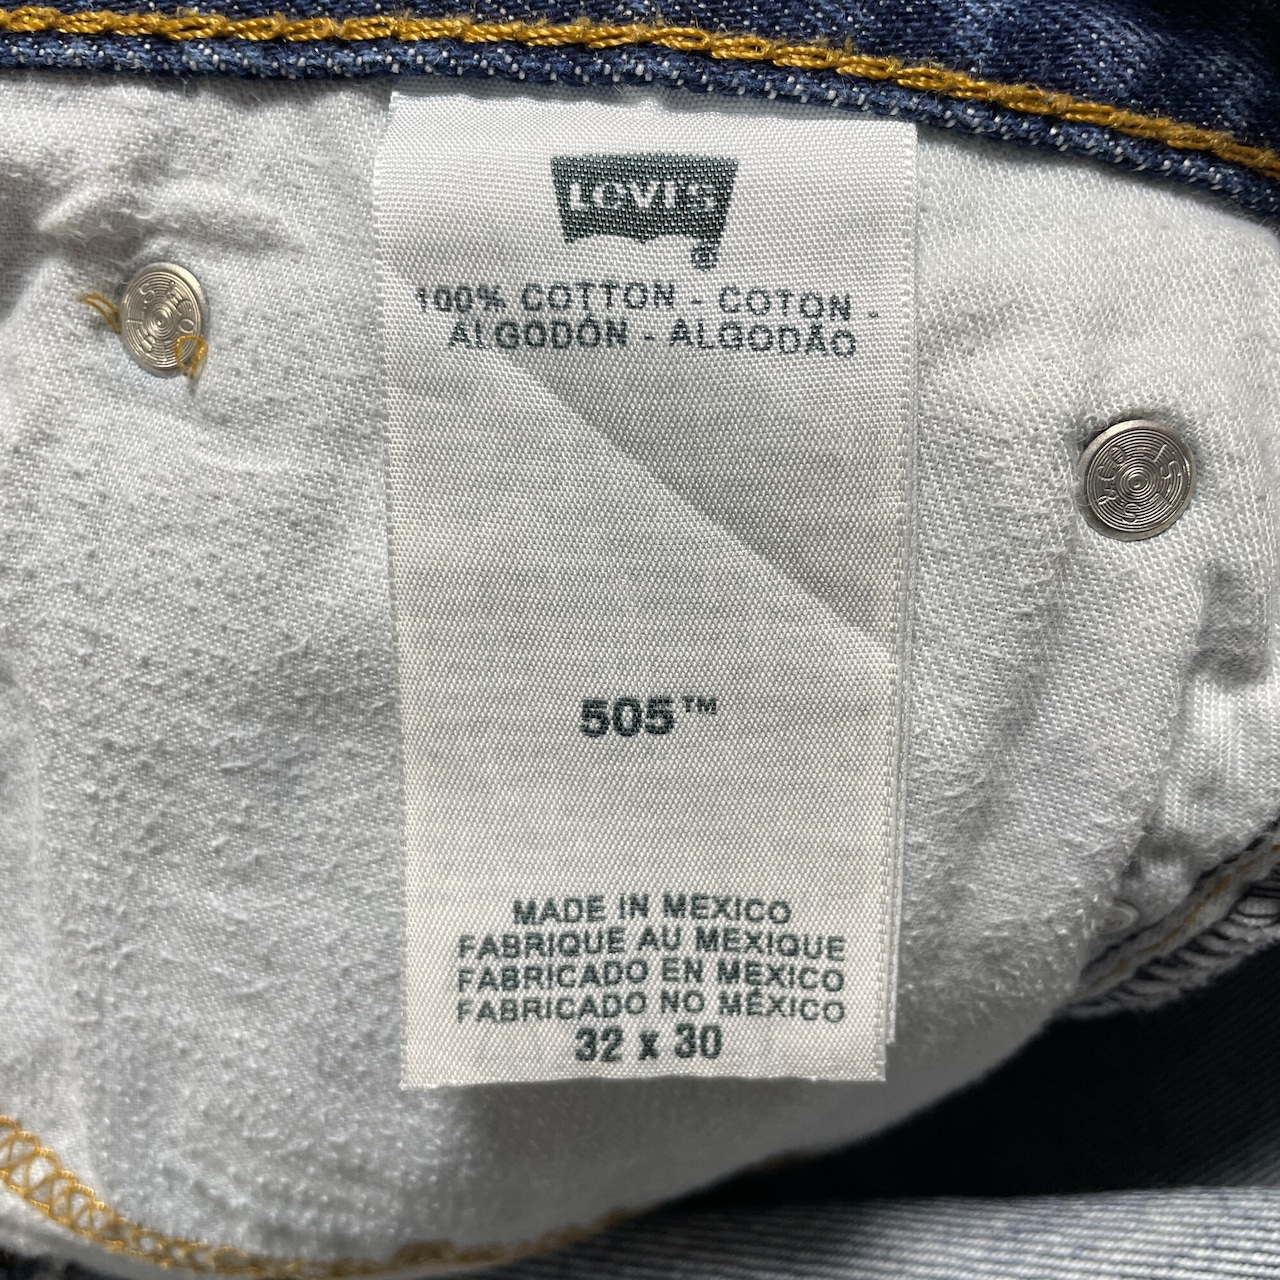 Levi's
®
100% COTTON - COTON -
ALGODÓN - ALGODÃO
505™
MADE IN MEXICO
FABRIQUE AU MEXIQUE
FABRICADO EN MEXICO
FABRICADO NO MÉXICO
32 x 30